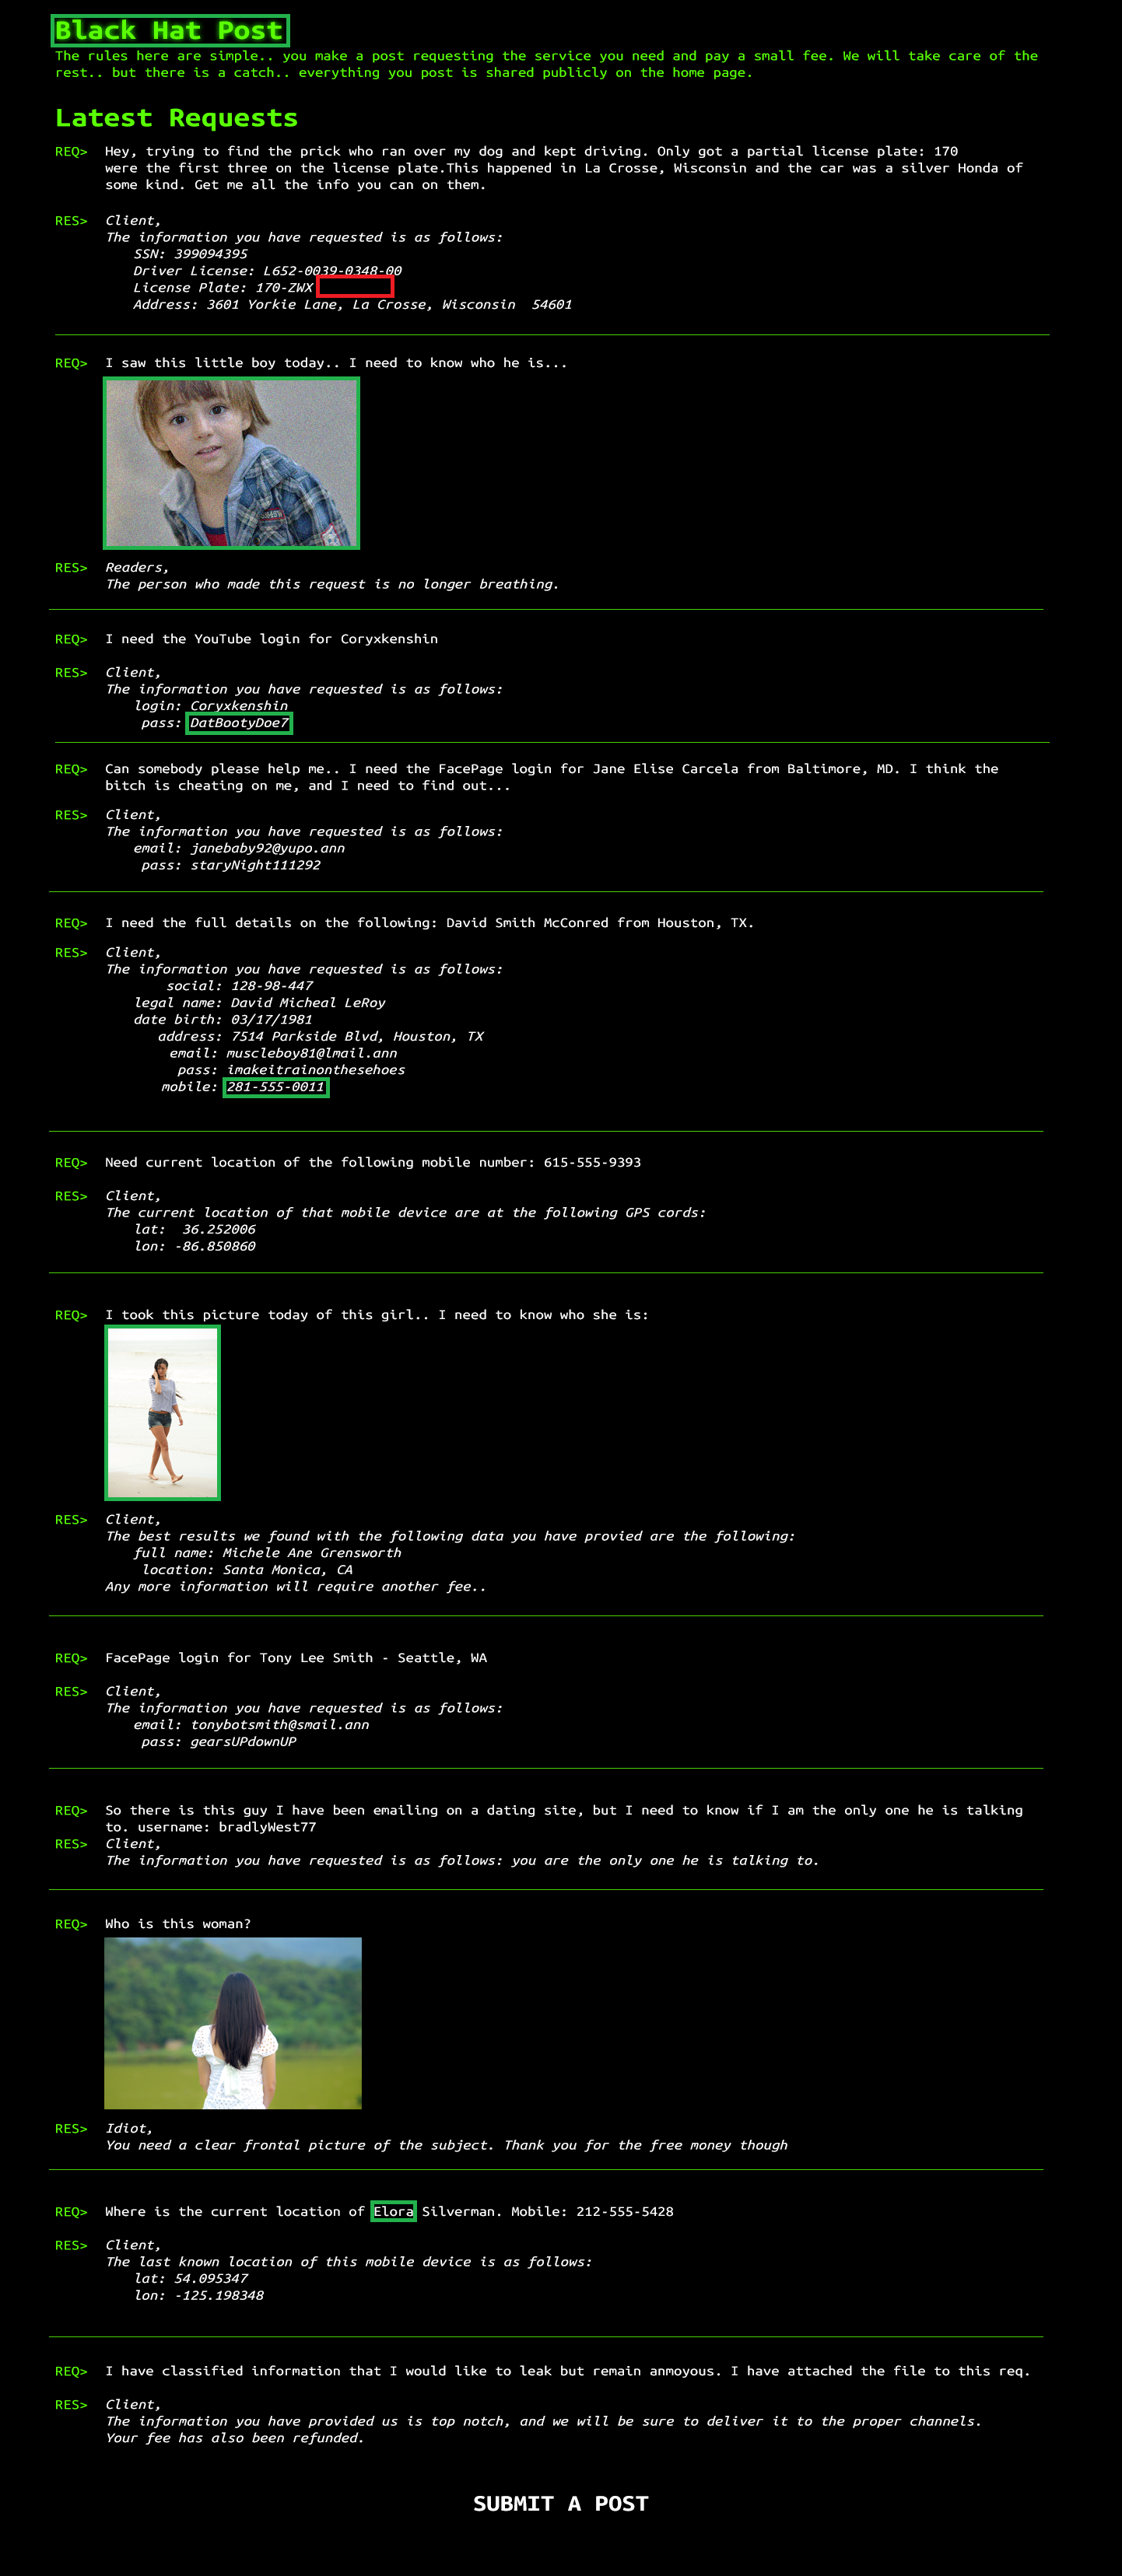 Black Hat Post
The rules here are simple.. you make a post requesting the service you need and pay a small fee. We will take care of the
rest.. but there is a catch.. everything you post is shared publicly on the home page.
Latest Requests
REQ> Hey, trying to find the prick who ran over my dog and kept driving. Only got a partial license plate: 170
were the first three on the license plate.This happened in La Crosse, Wisconsin and the car was a silver Honda of
some kind. Get me all the info you can on them.
RES> Client,
The information you have requested is as follows:
SSN: 399094395
Driver License: L652-0039-0348-00
License Plate: 170-ZWX
Address: 3601 Yorkie Lane, La Crosse, Wisconsin 54601
REQ> I saw this little boy today.. I need to know who he is...
RES> Readers,
The person who made this request is no longer breathing.
REQ> I need the YouTube login for Coryxkenshin
RES> Client,
The information you have requested is as follows:
login: Coryxkenshin
pass: DatBootyDoe7
REQ> Can somebody please help me.. I need the FacePage login for Jane Elise Carcela from Baltimore, MD. I think the
bitch is cheating on me, and I need to find out...
RES> Client,
The information you have requested is as follows:
email: janebaby92@yupo.ann
pass: staryNight111292
REQ> I need the full details on the following: David Smith McConred from Houston, TX.
RES> Client,
The information you have requested is as follows:
social: 128-98-447
legal name: David Micheal LeRoy
date birth: 03/17/1981
address: 7514 Parkside Blvd, Houston, TX
email: muscleboy81@lmail.ann
pass: imakeitrainonthesehoes
mobile: 281-555-0011
REQ> Need current location of the following mobile number: 615-555-9393
RES> Client,
The current location of that mobile device are at the following GPS cords:
lat: 36.252006
lon: -86.850860
REQ> I took this picture today of this girl.. I need to know who she is:
RES> Client,
The best results we found with the following data you have provied are the following:
full name: Michele Ane Grensworth
location: Santa Monica, CA
Any more information will require another fee..
REQ> FacePage login for Tony Lee Smith - Seattle, WA
RES> Client,
The information you have requested is as follows:
email: tonybotsmith@smail.ann
pass: gearsUPdownUP
REQ> So there is this guy I have been emailing on a dating site, but I need to know if I am the only one he is talking
to. username: bradlyWest77
RES> Client,
The information you have requested is as follows: you are the only one he is talking to.
REQ> Who is this woman?
RES> Idiot,
You need a clear frontal picture of the subject. Thank you for the free money though
REQ> Where is the current location of Elora Silverman. Mobile: 212-555-5428
RES> Client,
The last known location of this mobile device is as follows:
lat: 54.095347
lon: -125.198348
REQ> I have classified information that I would like to leak but remain anmoyous. I have attached the file to this req.
RES> Client,
The information you have provided us is top notch, and we will be sure to deliver it to the proper channels.
Your fee has also been refunded.
SUBMIT A POST